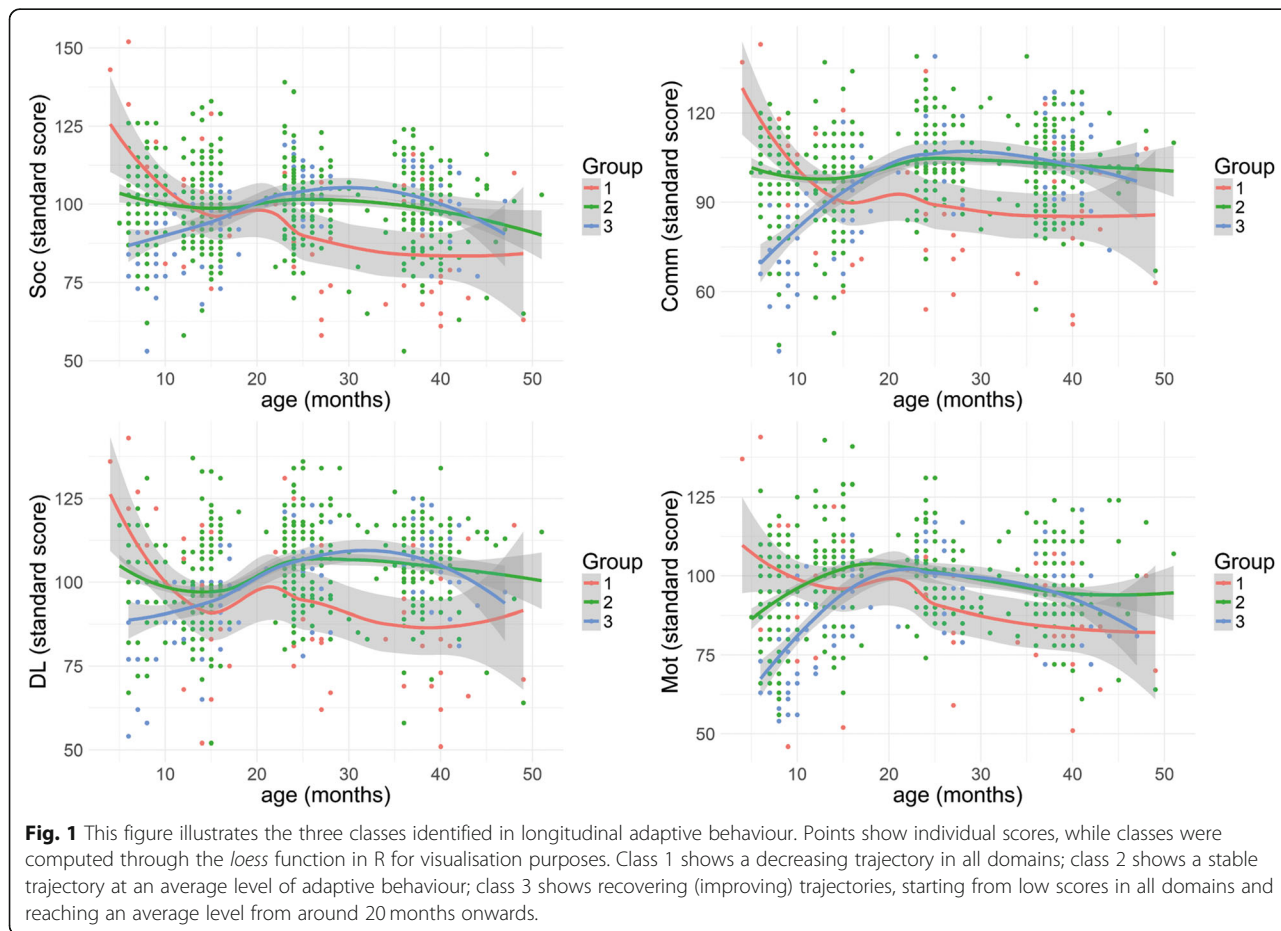 150
125
100
75
50
Soc (standard score)
10 20 30 40 50
age (months)
Group
1
2
3
120
90
60
Comm (standard score)
10 20 30 40 50
age (months)
Group
1
2
3
125
100
75
50
DL (standard score)
10 20 30 40 50
age (months)
Group
1
2
3
125
100
75
50
Mot (standard score)
10 20 30 40 50
age (months)
Group
1
2
3
Fig. 1 This figure illustrates the three classes identified in longitudinal adaptive behaviour. Points show individual scores, while classes were
computed through the loess function in R for visualisation purposes. Class 1 shows a decreasing trajectory in all domains; class 2 shows a stable
trajectory at an average level of adaptive behaviour; class 3 shows recovering (improving) trajectories, starting from low scores in all domains and
reaching an average level from around 20 months onwards.